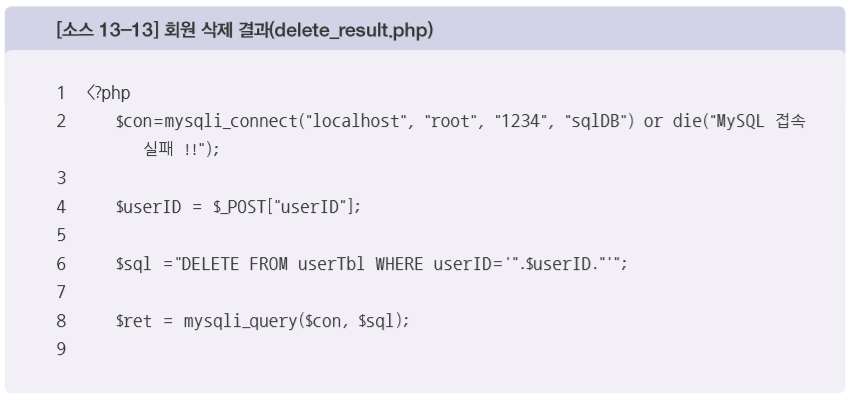 [소스 13-13] 회원 삭제 결과(delete_result.php)
1 <?php
2 $con=mysqli_connect("localhost", "root", "1234", "sqlDB") or die("MySQL 접속
실패 !!");
3
4 $userID = $_POST["userID"];
5
6 $sql ="DELETE FROM userTbl WHERE userID='".$userID."'";
7
8 $ret = mysqli_query($con, $sql);
9